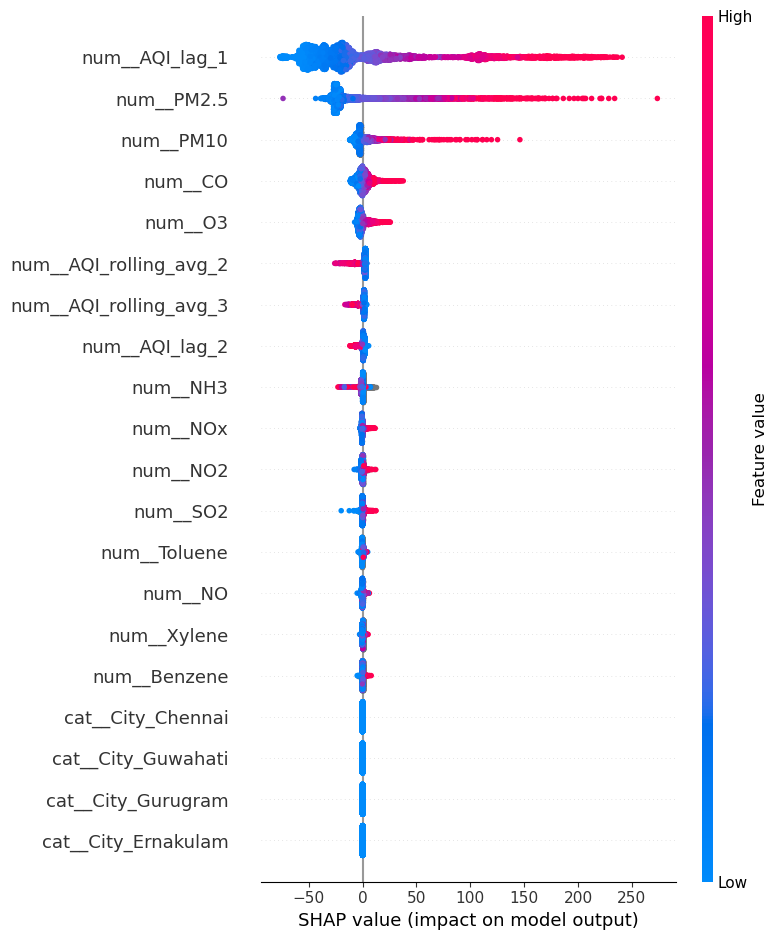 High
num__AQI_lag_1
num__PM2.5
num__PM10
num__CO
num__O3
num__AQI_rolling_avg_2
num__AQI_rolling_avg_3
num__AQI_lag_2
num__NH3
num__NOx
num__NO2
num__SO2
num__Toluene
num__NO
num__Xylene
num__Benzene
cat__City_Chennai
cat__City_Guwahati
cat__City_Gurugram
cat__City_Ernakulam
Feature value
Low
−50 0 50 100 150 200 250
SHAP value (impact on model output)